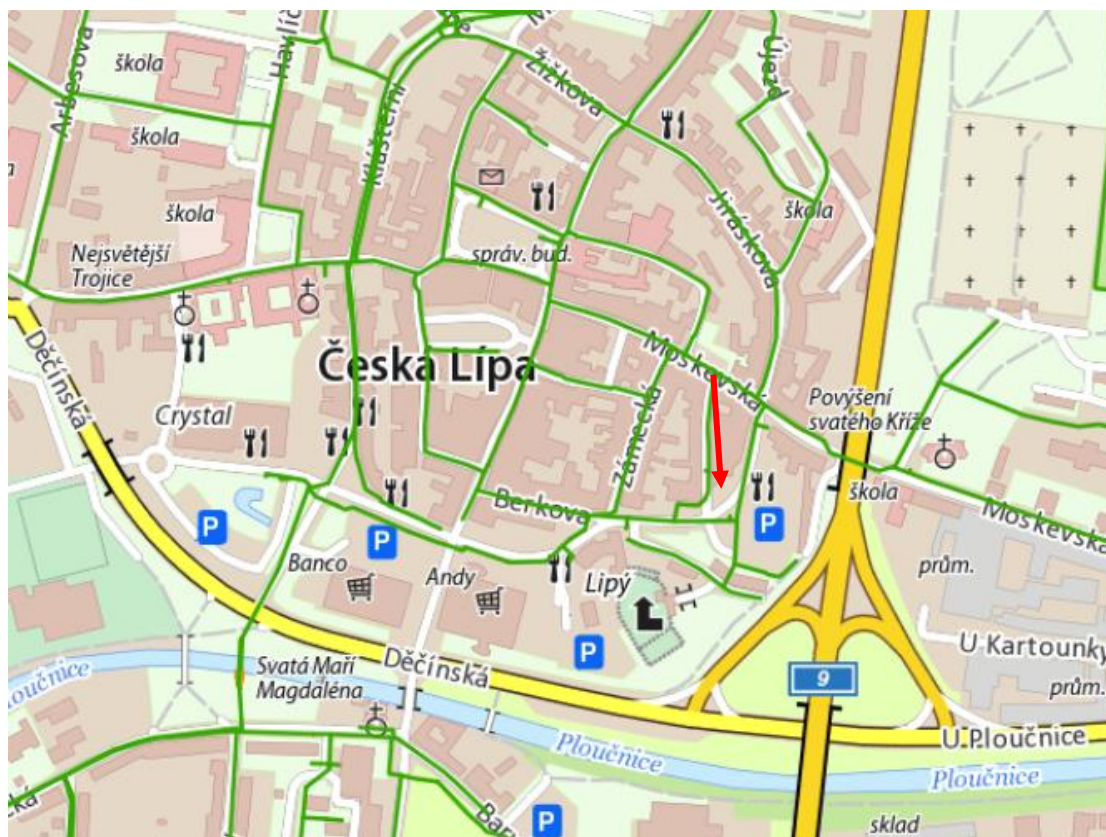 Žižkova
Újezd
Arbesova
škola
Havlíč
škola
Klášterní
Jiráskova
škola
škola
Nejsvětější
Trojice
správ. bud.
Česka Lípa
Moskevská
Děčínská
Crystal
Zámecká
Povýšení
svatého Kříže
škola
Moskevská
Berkova
P
P
P
Banco
Andy
Lipý
prům.
U Kartounky
prům.
Svatá Maří
Magdaléna
Děčínská
P
9
Ploučnice
Ploučnice
U Ploučnice
Ploučnice
P
sklad